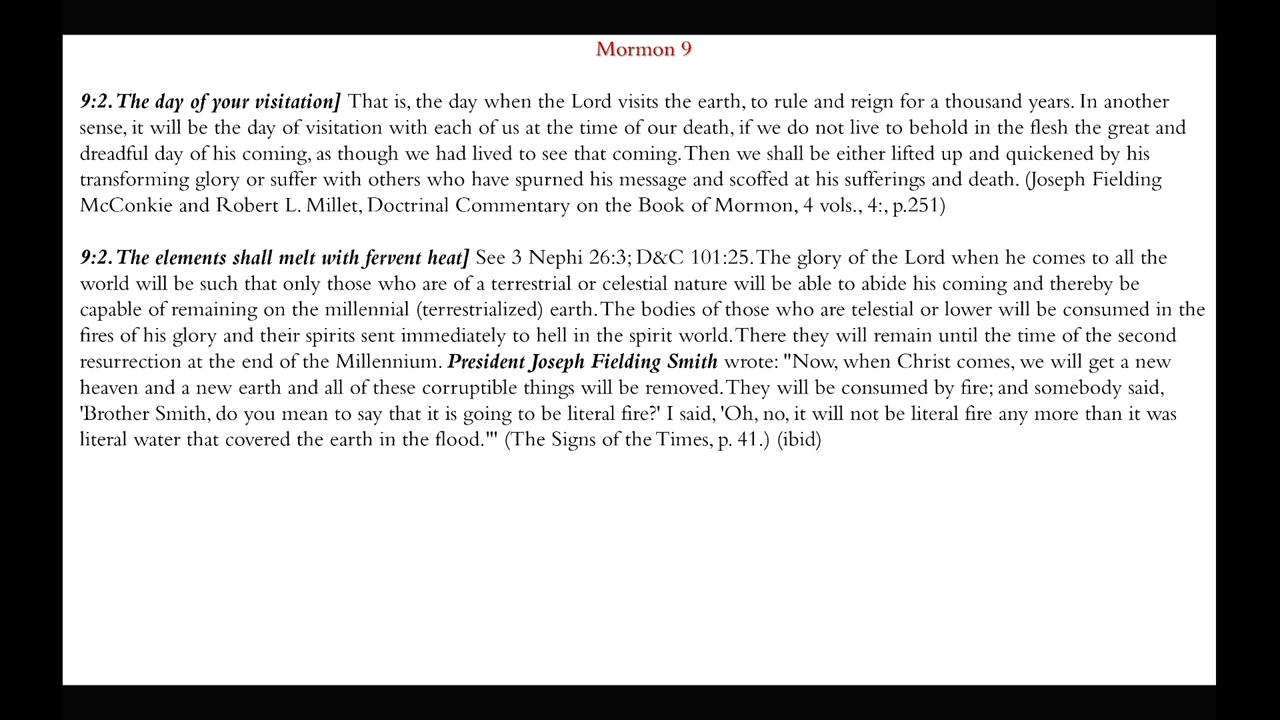 Mormon 9
9:2. The day of your visitation] That is, the day when the Lord visits the earth, to rule and reign for a thousand years. In another
sense, it will be the day of visitation with each of us at the time of our death, if we do not live to behold in the flesh the great and
dreadful day of his coming, as though we had lived to see that coming. Then we shall be either lifted up and quickened by his
transforming glory or suffer with others who have spurned his message and scoffed at his sufferings and death. (Joseph Fielding
McConkie and Robert L. Millet, Doctrinal Commentary on the Book of Mormon, 4 vols., 4:, p.251)
9:2. The elements shall melt with fervent heat] See 3 Nephi 26:3; D&C 101:25. The glory of the Lord when he comes to all the
world will be such that only those who are of a terrestrial or celestial nature will be able to abide his coming and thereby be
capable of remaining on the millennial (terrestrialized) earth. The bodies of those who are telestial or lower will be consumed in the
fires of his glory and their spirits sent immediately to hell in the spirit world. There they will remain until the time of the second
resurrection at the end of the Millennium. President Joseph Fielding Smith wrote: "Now, when Christ comes, we will get a new
heaven and a new earth and all of these corruptible things will be removed. They will be consumed by fire; and somebody said,
'Brother Smith, do you mean to say that it is going to be literal fire?' I said, 'Oh, no, it will not be literal fire any more than it was
literal water that covered the earth in the flood.'" (The Signs of the Times, p. 41.) (ibid)